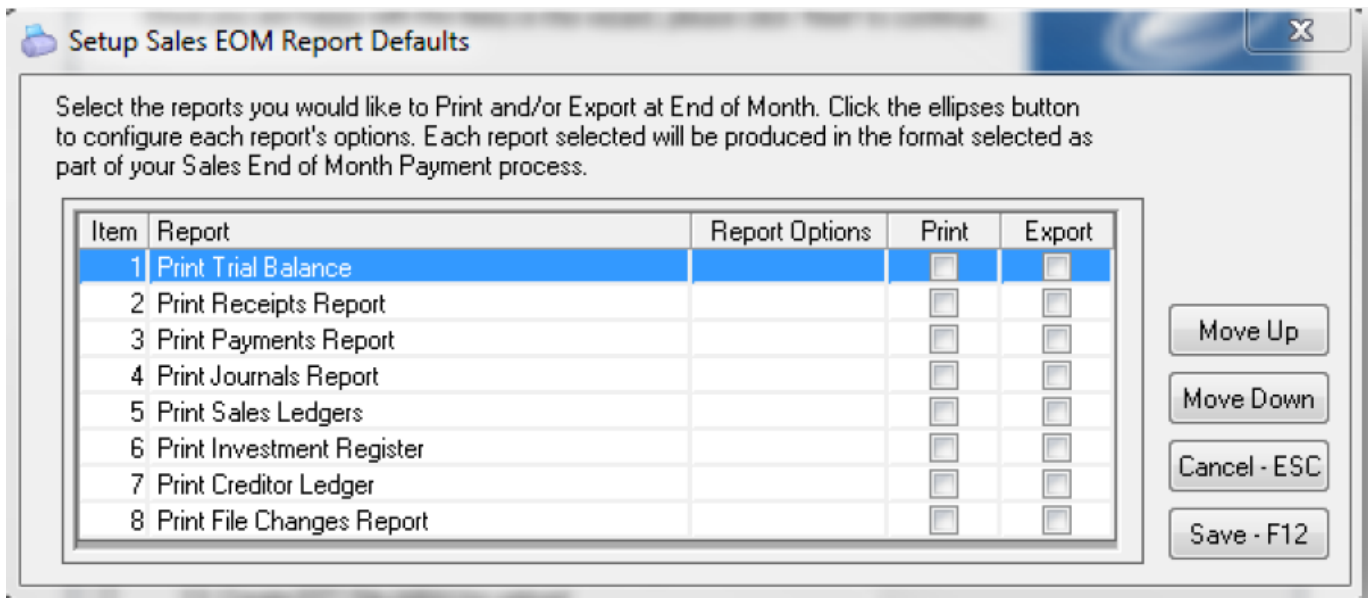 Setup Sales EOM Report Defaults
Select the reports you would like to Print and/or Export at End of Month. Click the ellipses button
to configure each report's options. Each report selected will be produced in the format selected as
part of your Sales End of Month Payment process.
Item Report Report Options Print Export
1 Print Trial Balance
2 Print Receipts Report
3 Print Payments Report
4 Print Journals Report
5 Print Sales Ledgers
6 Print Investment Register
7 Print Creditor Ledger
8 Print File Changes Report
Move Up
Move Down
Cancel - ESC
Save - F12